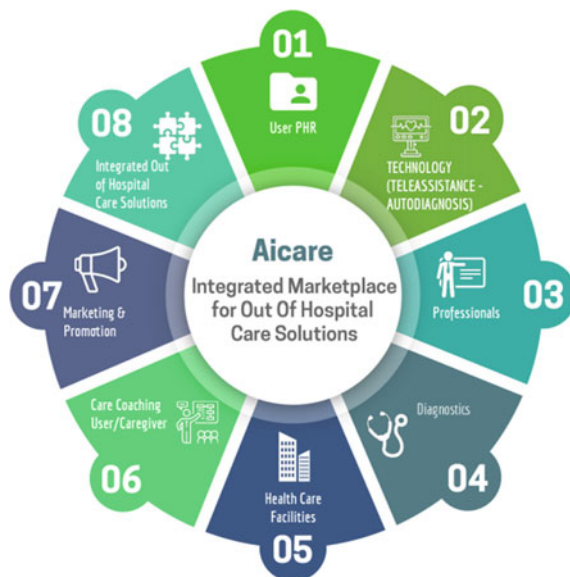 01
User PHR
02
TECHNOLOGY
(TELEASSISTANCE -
AUTODIAGNOSIS)
03
Professionals
Diagnostics
04
Health Care
Facilities
05
Care Coaching
User/Caregiver
06
07
Marketing &
Promotion
08
Integrated Out
of Hospital
Care Solutions
Aicare
Integrated Marketplace
for Out Of Hospital
Care Solutions